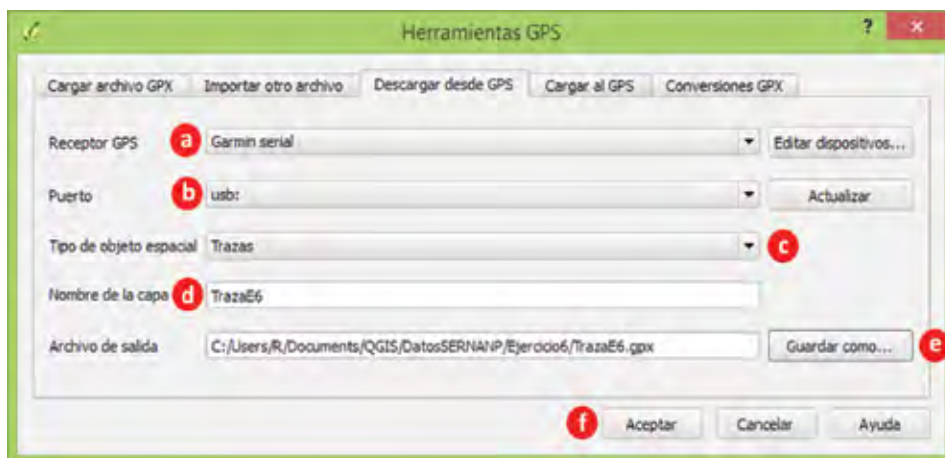 Herramientas GPS ?
Cargar archivo GPX Importar otro archivo Descargar desde GPS Cargar al GPS Conversiones GPX
Receptor GPS a Garmin serial Editar dispositivos...
Puerto b usb: Actualizar
Tipo de objeto espacial Trazas c
Nombre de la capa d TrazaE6
Archivo de salida C:/Users/R/Documents/QGIS/DatosSERNANP/Ejercicio6/TrazaE6.gpx Guardar como... e
f Aceptar Cancelar Ayuda